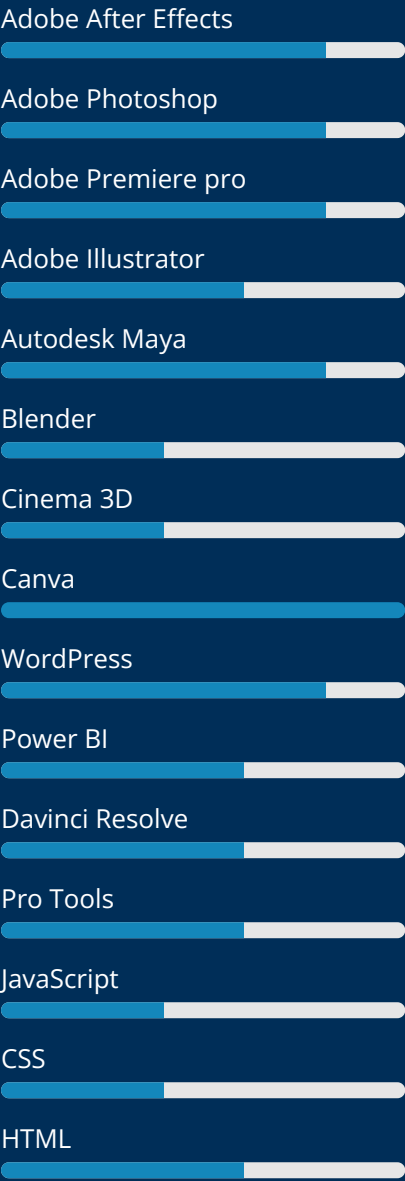 Adobe After Effects
Adobe Photoshop
Adobe Premiere pro
Adobe Illustrator
Autodesk Maya
Blender
Cinema 3D
Canva
WordPress
Power BI
Davinci Resolve
Pro Tools
JavaScript
CSS
HTML